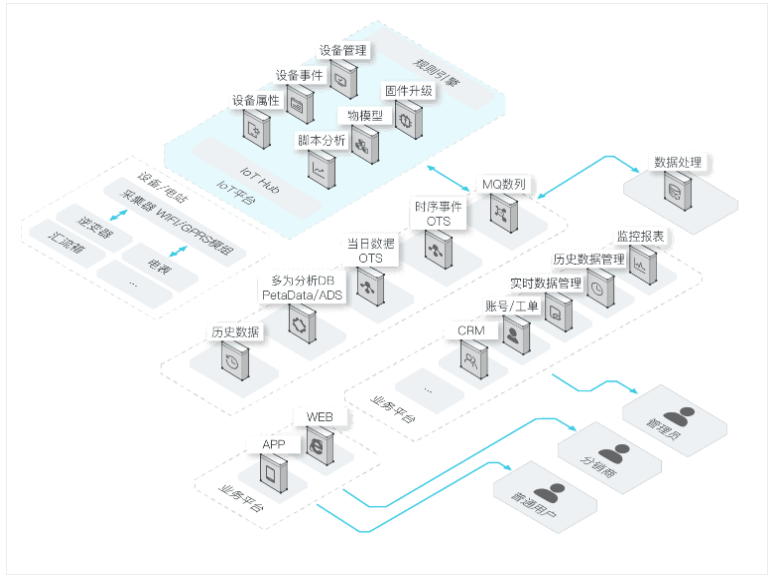 设备管理
规则引擎
设备事件
固件升级
设备属性
物模型
脚本分析
IoT Hub
IoT平台
数据处理
设备/电站
采集器 WIFI/GPRS模组
逆变器
汇流箱
电表
...
MQ数列
时序事件
OTS
当日数据
OTS
多为分析DB
PetaData/ADS
历史数据
监控报表
历史数据管理
实时数据管理
账号/工单
CRM
...
业务平台
WEB
APP
业务平台
管理员
分销商
普通用户